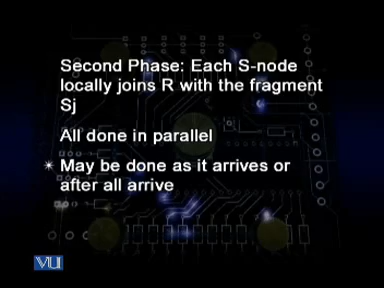 Second Phase: Each S-node
locally joins R with the fragment
Sj
All done in parallel
✴ May be done as it arrives or
after all arrive
VU